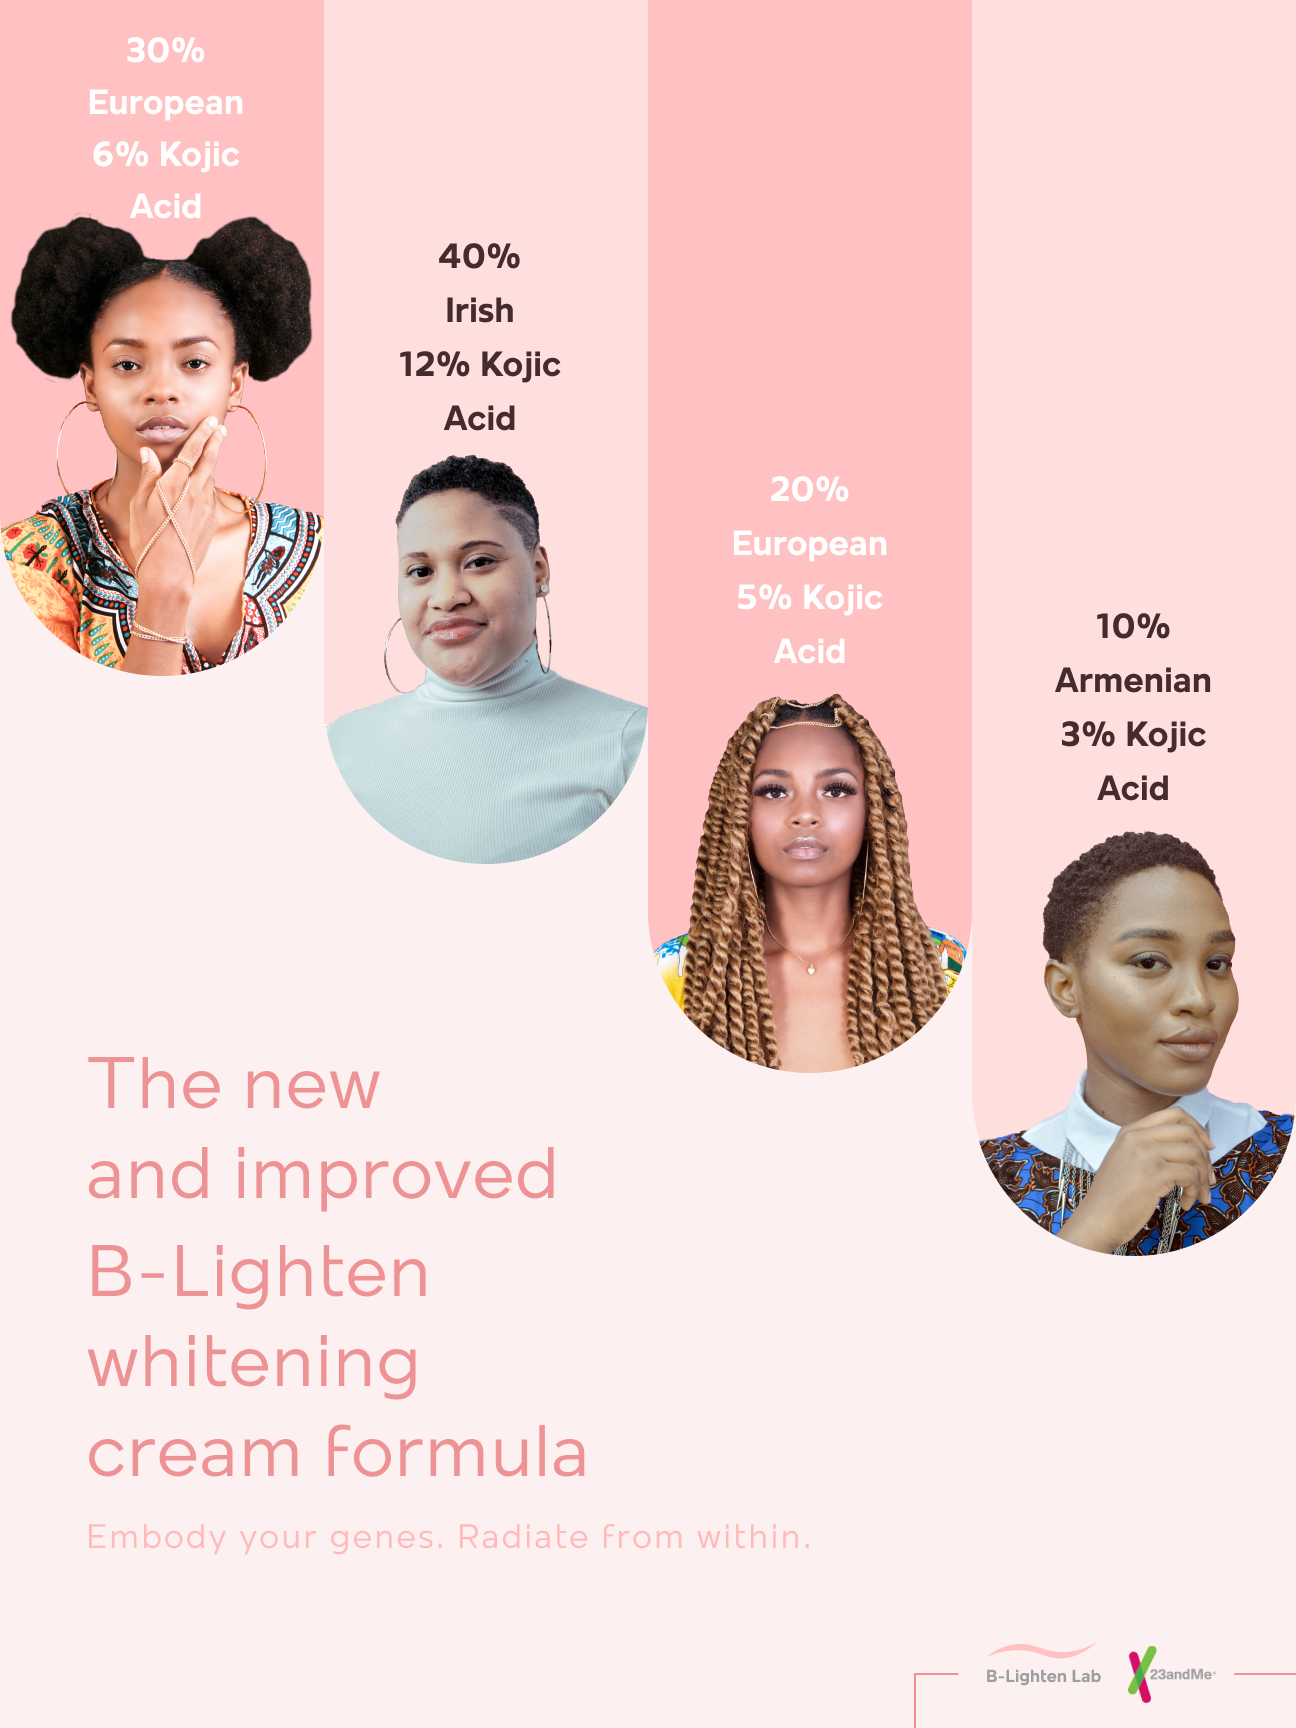 30%
European
6% Kojic
Acid
40%
Irish
12% Kojic
Acid
20%
European
5% Kojic
Acid
10%
Armenian
3% Kojic
Acid
The new
and improved
B-Lighten
whitening
cream formula
Embody your genes. Radiate from within.
B-Lighten Lab
23andMe®